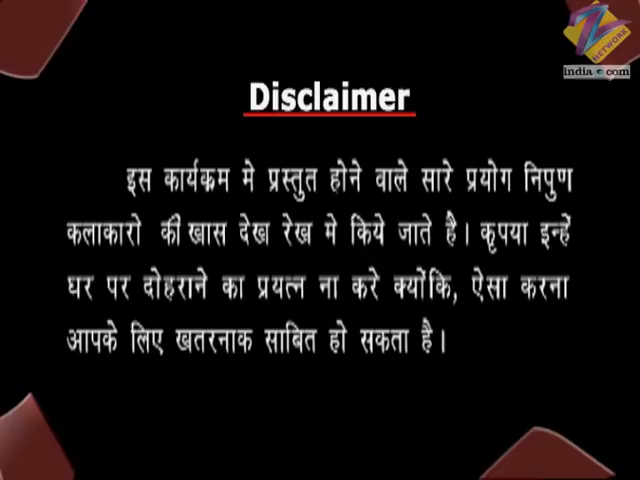 Z
NETWORK
india.com
Disclaimer
इस कार्यक्रम मे प्रस्तुत होने वाले सारे प्रयोग निपुण
कलाकारो की खास देख रेख मे किये जाते है। कृपया इन्हें
घर पर दोहराने का प्रयत्न ना करे क्योंकि, ऐसा करना
आपके लिए खतरनाक साबित हो सकता है।